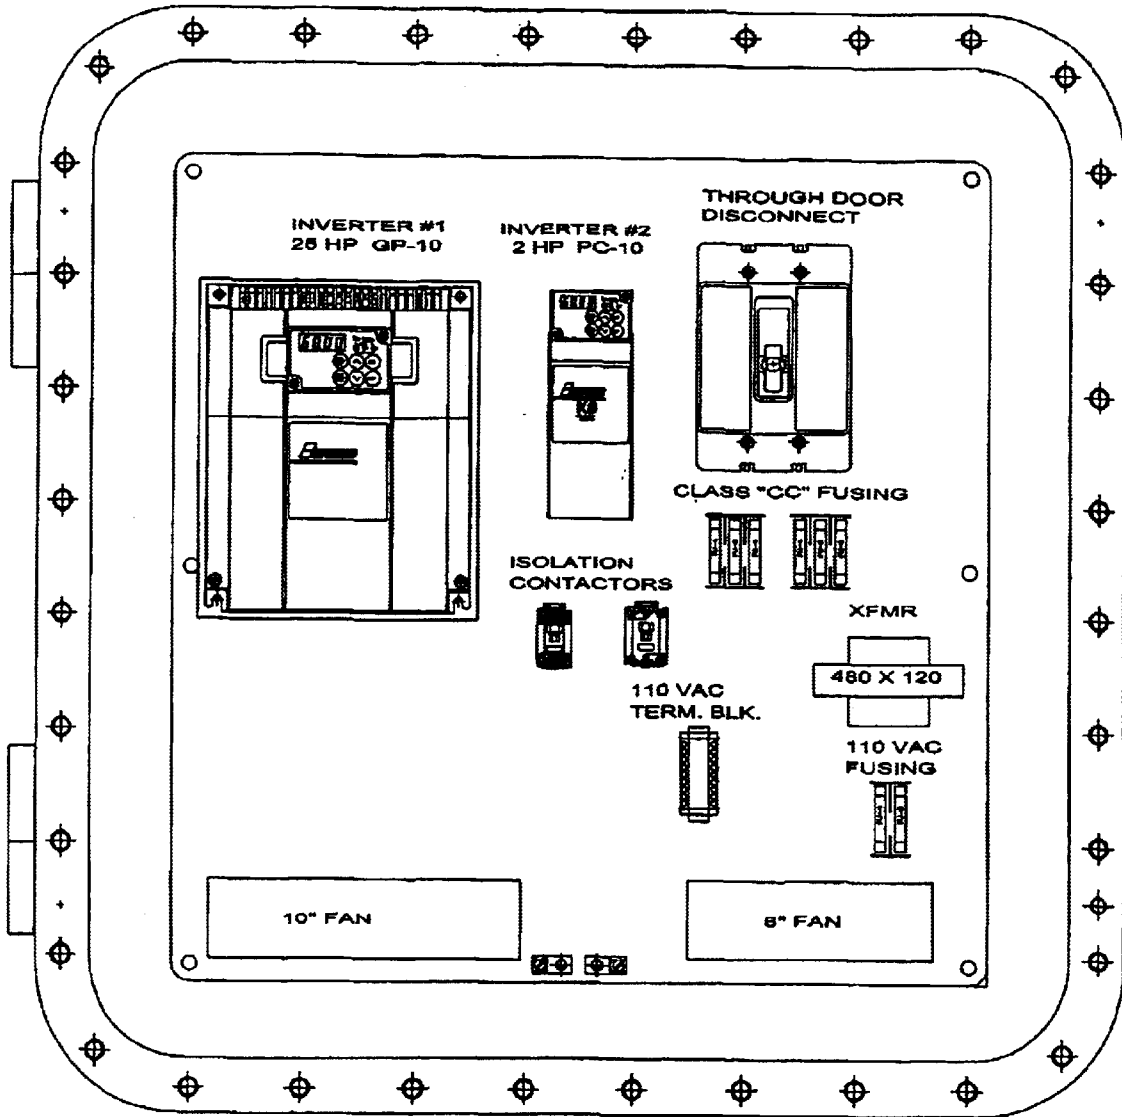 THROUGH DOOR
DISCONNECT
INVERTER #1
25 HP GP-10
INVERTER #2
2 HP PC-10
CLASS "CC" FUSING
ISOLATION
CONTACTORS
XFMR
480 X 120
110 VAC
TERM. BLK.
110 VAC
FUSING
10" FAN
6" FAN